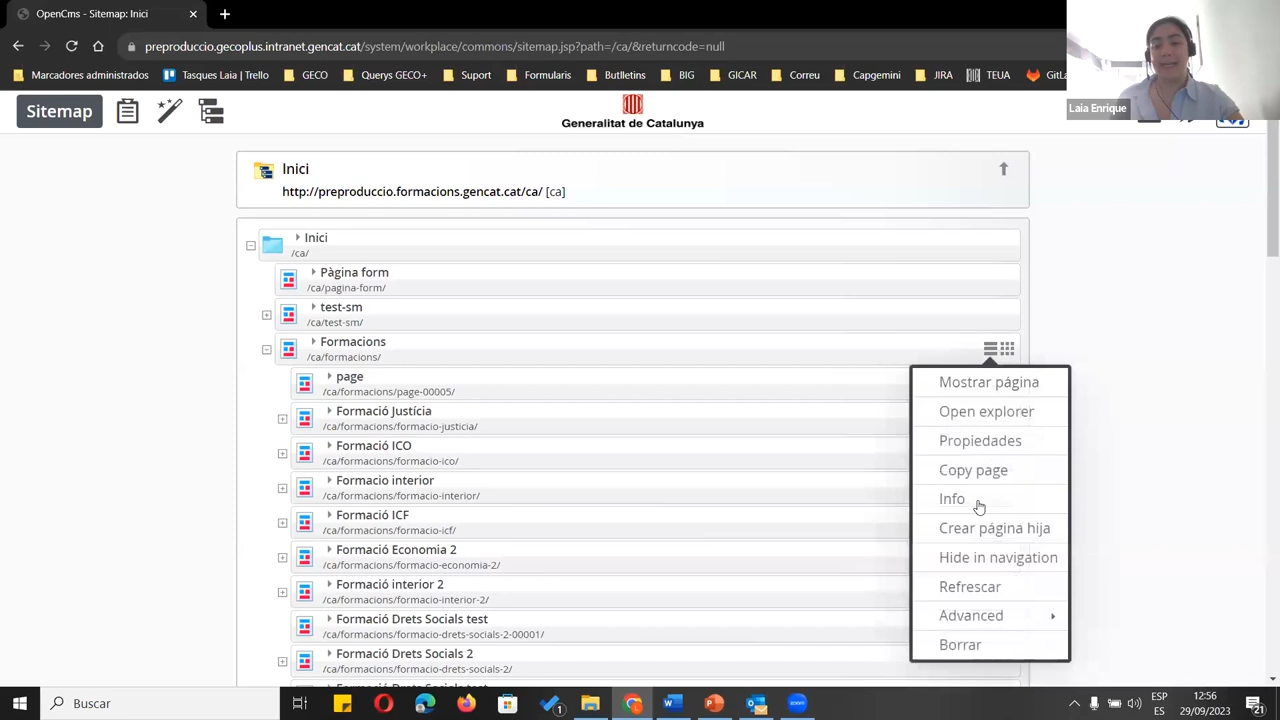 OpenCms - Sitemap: Inici
preproduccio.geoplus.intranet.gencat.cat/system/workplace/commons/sitemap.jsp?path=/ca/&returncode=null
Marcadores administrados
Tasques Laia | Trello
GECO
Querys Confluence
Suport
Formularis
Butlletins
BIG
GICAR
Correu
Capgemini
JIRA
TEUA
Laia Enrique
Sitemap
Generalitat de Catalunya
Inici
http://preproduccio.formacions.gencat.cat/ca/ [ca]
Inici
/ca/
Pàgina form
/ca/pagina-form/
test-sm
/ca/test-sm/
Formacions
/ca/formacions/
page
/ca/formacions/page-00005/
Formació Justícia
/ca/formacions/formacio-justicia/
Formació ICO
/ca/formacions/formacio-ico/
Formacio interior
/ca/formacions/formacio-interior/
Formació ICF
/ca/formacions/formacio-icf/
Formació Economia 2
/ca/formacions/formacio-economia-2/
Formació interior 2
/ca/formacions/formacio-interior-2/
Formació Drets Socials test
/ca/formacions/formacio-drets-socials-2-00001/
Formació Drets Socials 2
/ca/formacions/formacio-drets-socials-2/
Mostrar página
Open explorer
Propiedades
Copy page
Info
Crear página hija
Hide in navigation
Refrescar
Advanced
Borrar
Buscar
ESP
ES
12:56
29/09/2023
21